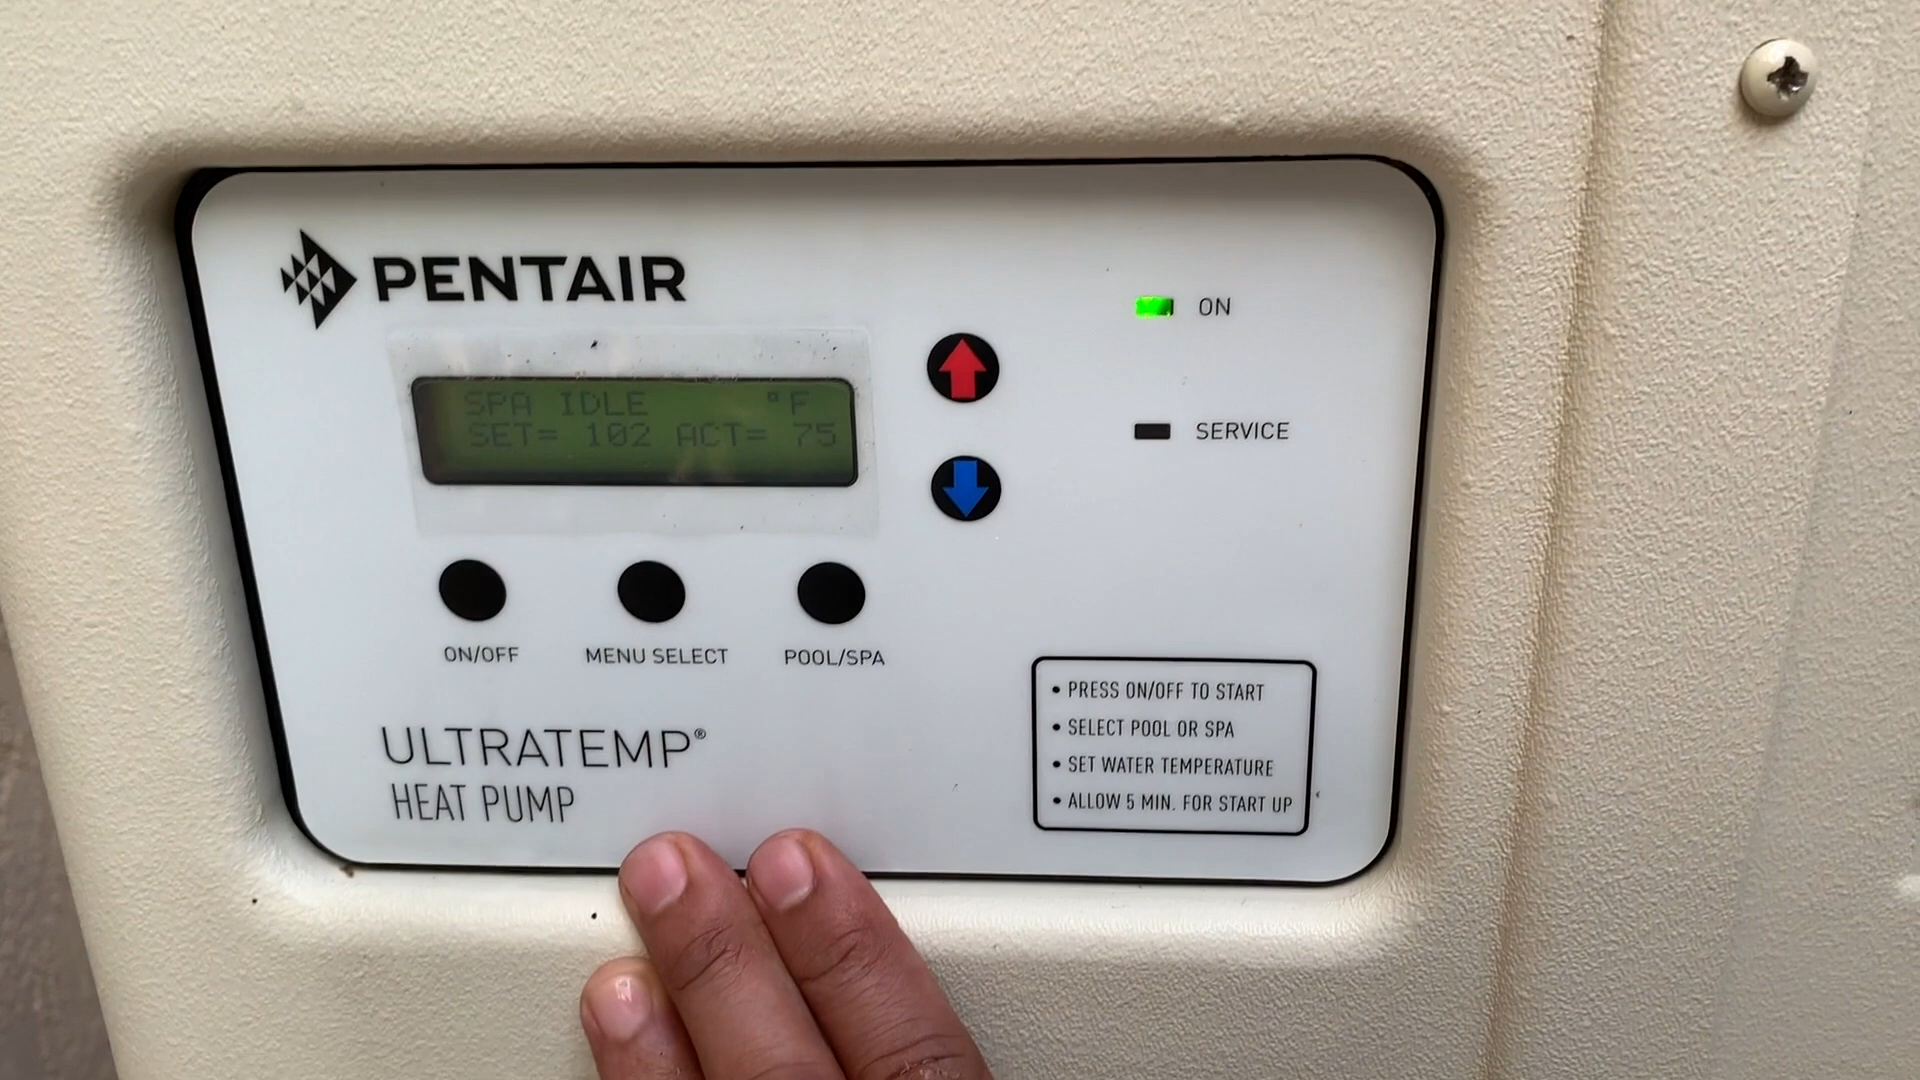 PENTAIR
SPA IDLE °F
SET= 102 ACT= 75
ON
SERVICE
ON/OFF
MENU SELECT
POOL/SPA
ULTRATEMP®
HEAT PUMP
• PRESS ON/OFF TO START
• SELECT POOL OR SPA
• SET WATER TEMPERATURE
• ALLOW 5 MIN. FOR START UP